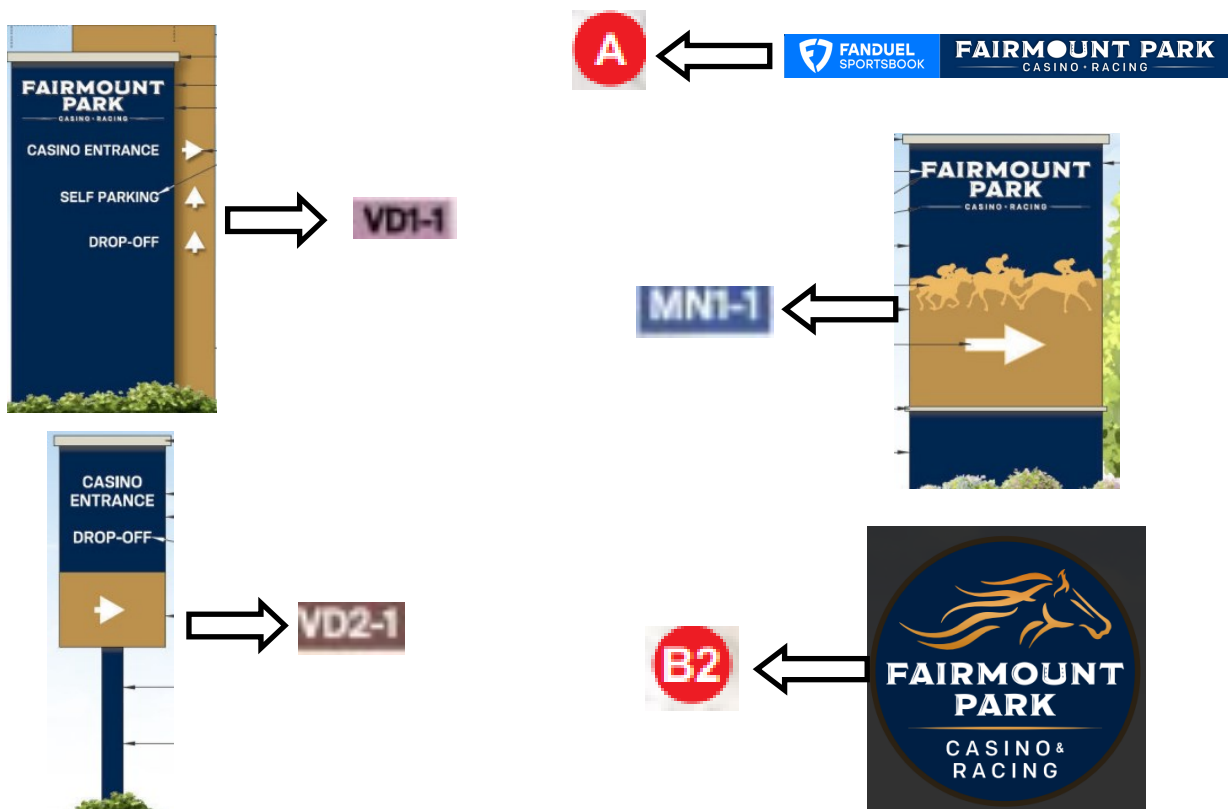 FAIRMOUNT
PARK
CASINO • RACING
CASINO ENTRANCE
SELF PARKING
DROP-OFF
VD1-1
A
FANDUEL
SPORTSBOOK
FAIRMOUNT PARK
CASINO • RACING
FAIRMOUNT
PARK
CASINO • RACING
MN1-1
CASINO
ENTRANCE
DROP-OFF
VD2-1
B2
FAIRMOUNT
PARK
CASINO &
RACING